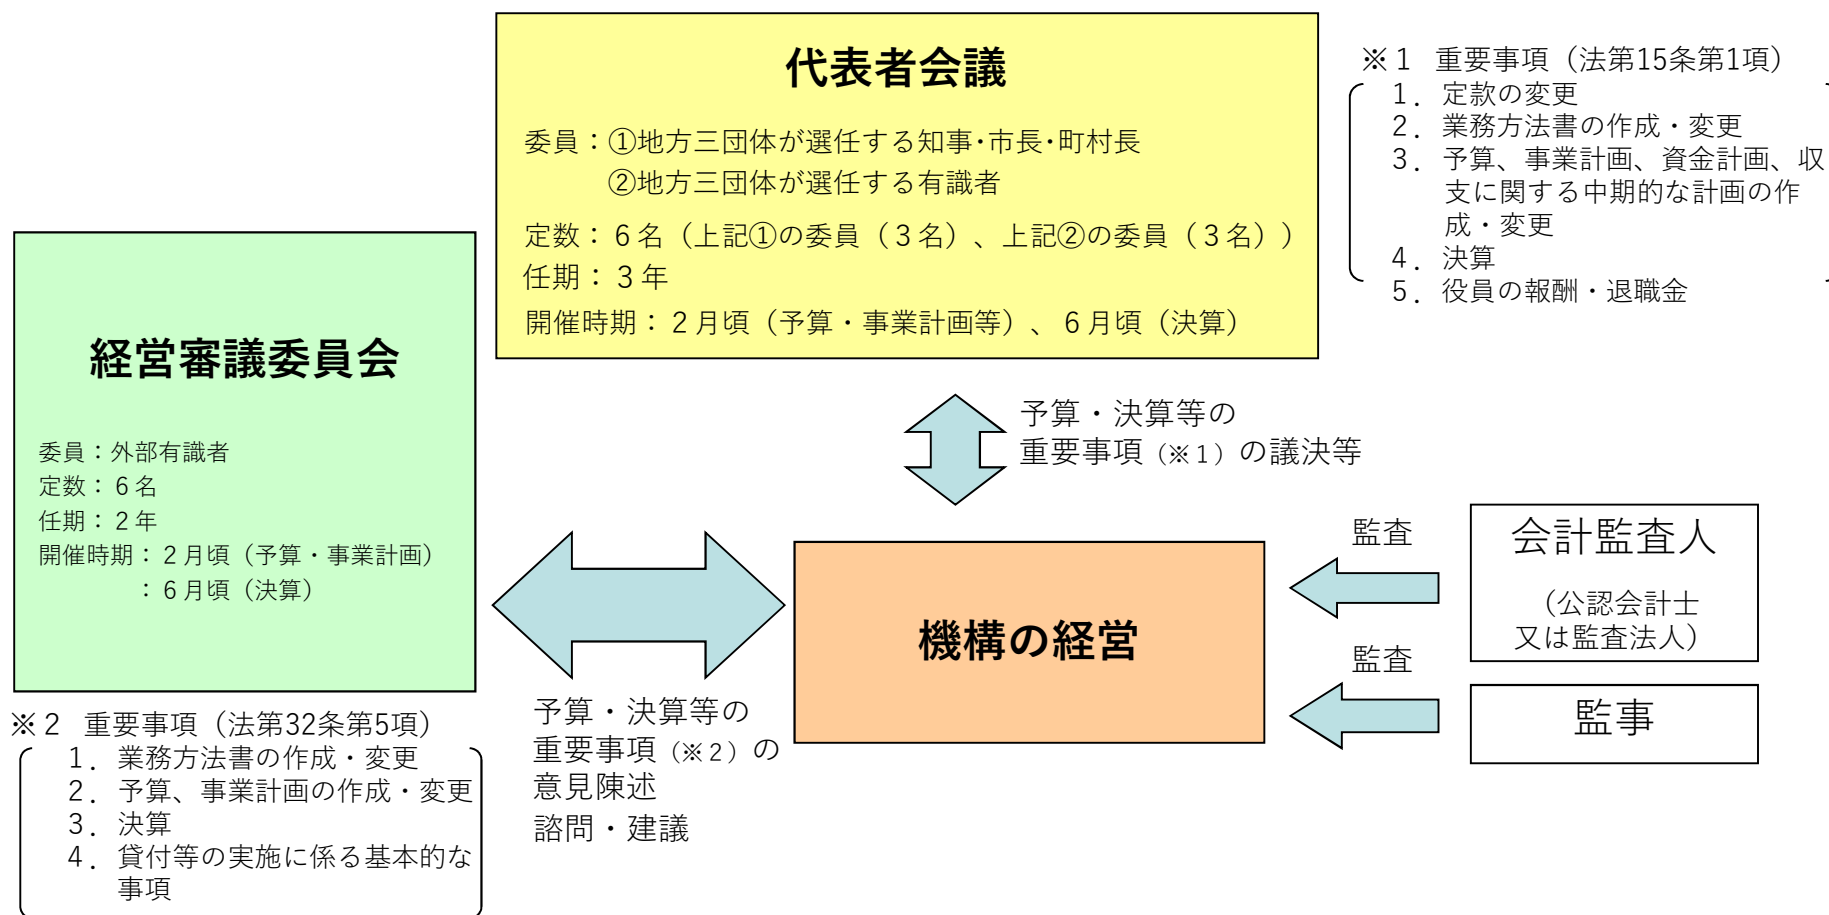 代表者会議
委員：①地方三団体が選任する知事･市長･町村長
②地方三団体が選任する有識者
定数：６名（上記①の委員（３名）、上記②の委員（３名））
任期：３年
開催時期：２月頃（予算・事業計画等）、６月頃（決算）
※１　重要事項（法第15条第1項）
１．定款の変更
２．業務方法書の作成・変更
３．予算、事業計画、資金計画、収
支に関する中期的な計画の作
成・変更
４．決算
５．役員の報酬・退職金
経営審議委員会
委員：外部有識者
定数：６名
任期：２年
開催時期：２月頃（予算・事業計画）
：６月頃（決算）
予算・決算等の
重要事項（※１）の議決等
機構の経営
監査
会計監査人
（公認会計士
又は監査法人）
監査
監事
※２　重要事項（法第32条第5項）
１．業務方法書の作成・変更
２．予算、事業計画の作成・変更
３．決算
４．貸付等の実施に係る基本的な
事項
予算・決算等の
重要事項（※２）の
意見陳述
諮問・建議